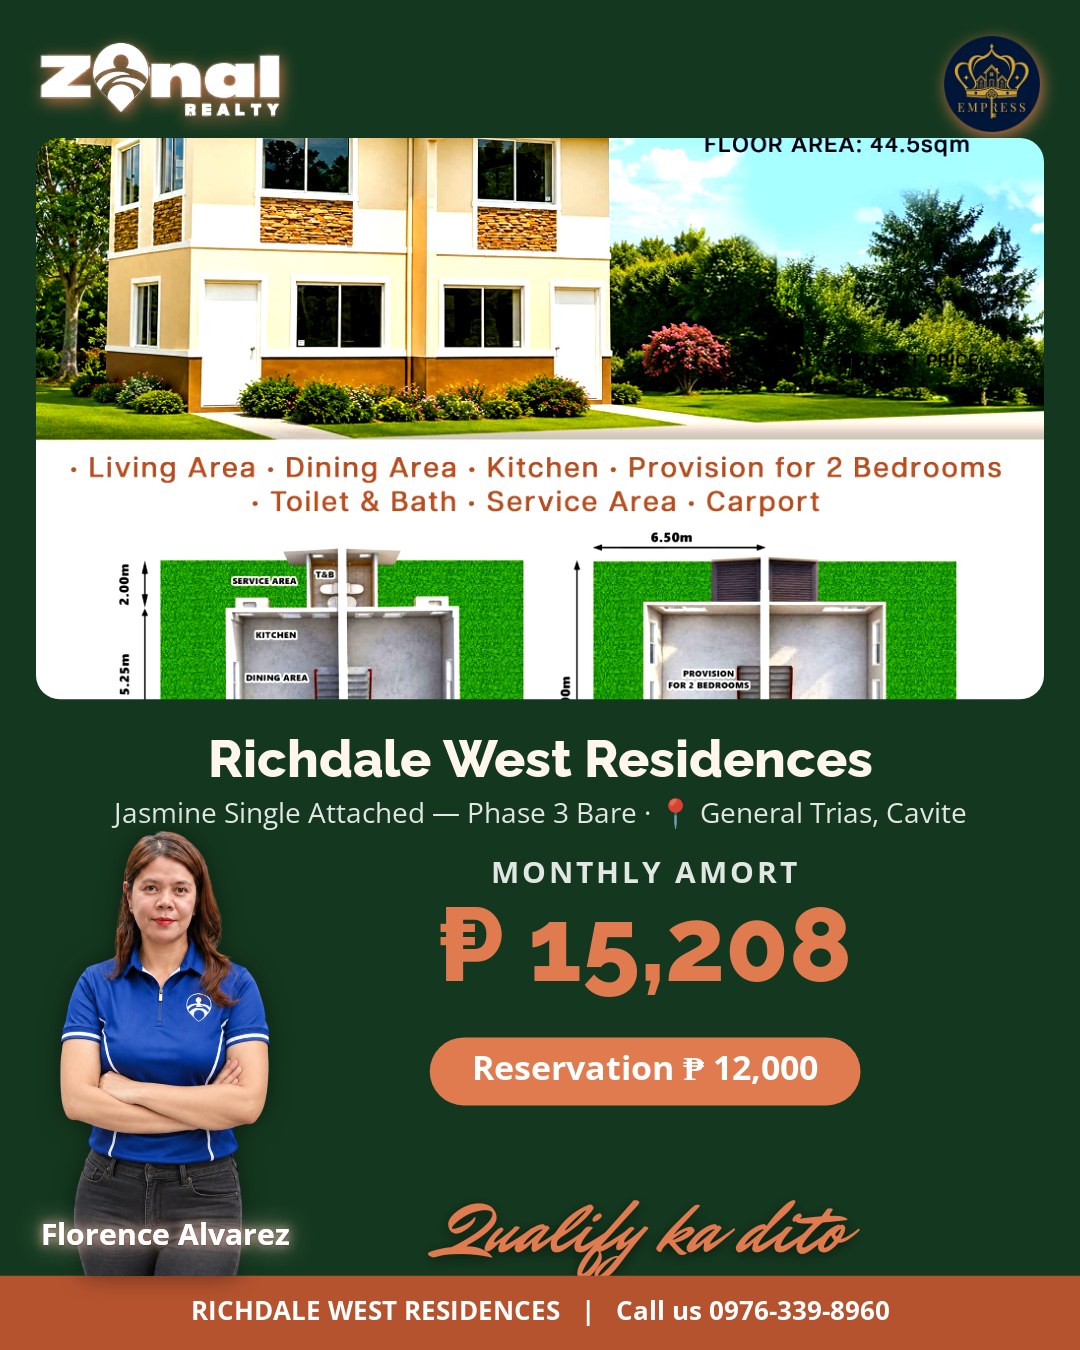 Zonal
REALTY
EMPRESS
FLOOR AREA: 44.5sqm
PRICE
· Living Area · Dining Area · Kitchen · Provision for 2 Bedrooms
· Toilet & Bath · Service Area · Carport
6.50m
2.00m
SERVICE AREA
T&B
KITCHEN
5.25m
DINING AREA
PROVISION
FOR 2 BEDROOMS
0m
Richdale West Residences
Jasmine Single Attached — Phase 3 Bare · 📍 General Trias, Cavite
MONTHLY AMORT
₱ 15,208
Reservation ₱ 12,000
Florence Alvarez
Qualify ka dito
RICHDALE WEST RESIDENCES | Call us 0976-339-8960